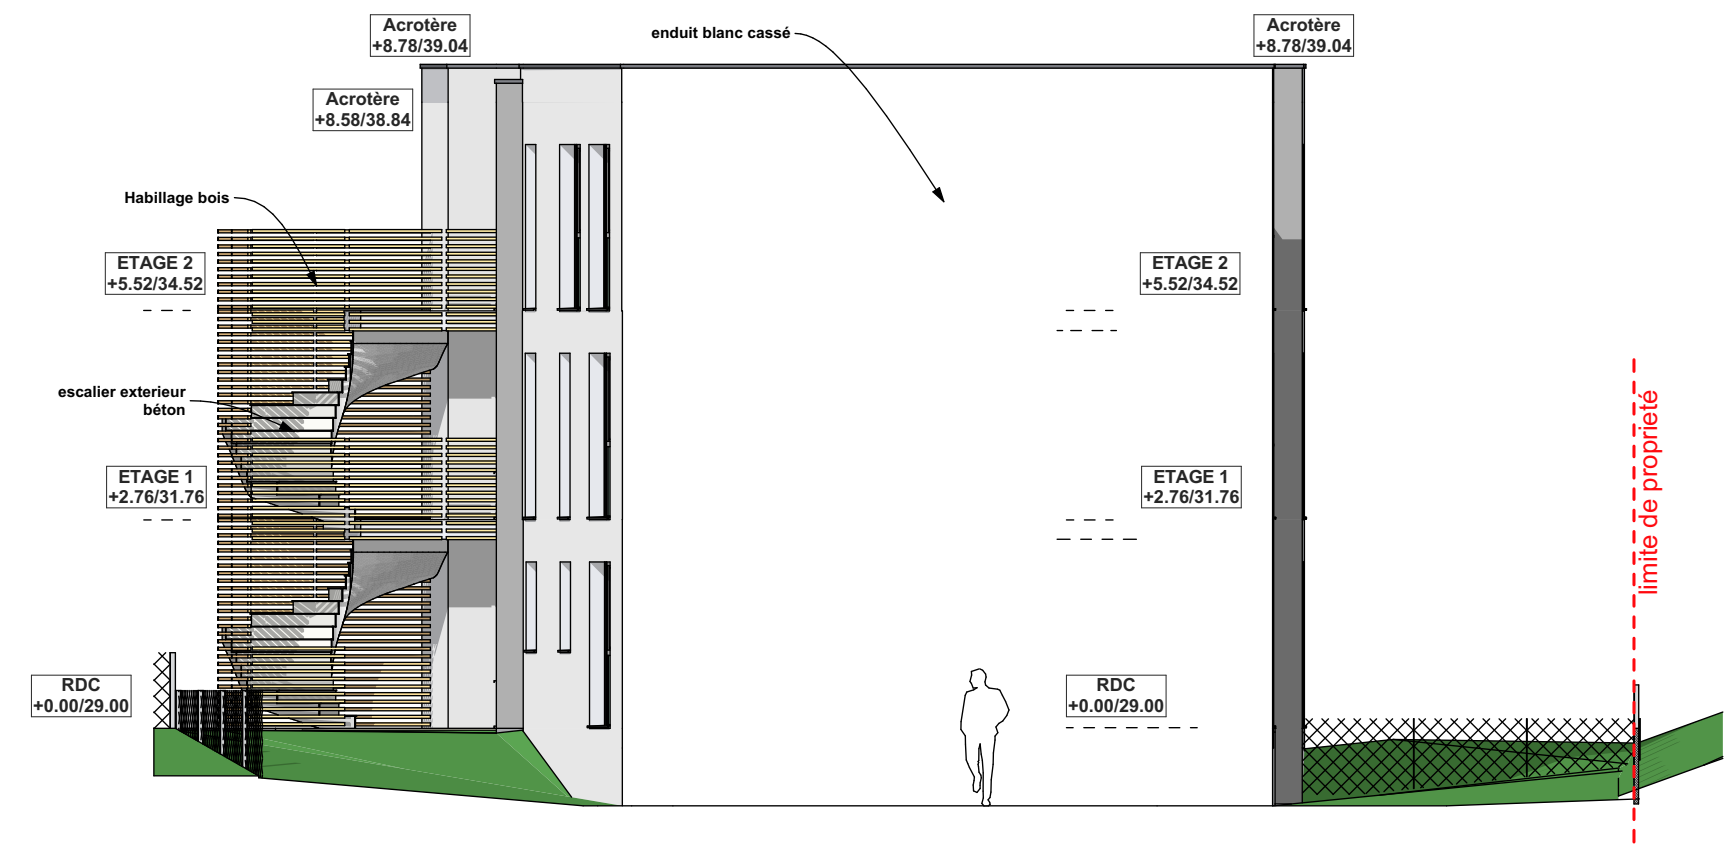 Acrotère
+8.78/39.04
enduit blanc cassé
Acrotère
+8.78/39.04
Acrotère
+8.58/38.84
Habillage bois
ETAGE 2
+5.52/34.52
ETAGE 2
+5.52/34.52
escalier exterieur
béton
limite de proprieté
ETAGE 1
+2.76/31.76
ETAGE 1
+2.76/31.76
RDC
+0.00/29.00
RDC
+0.00/29.00